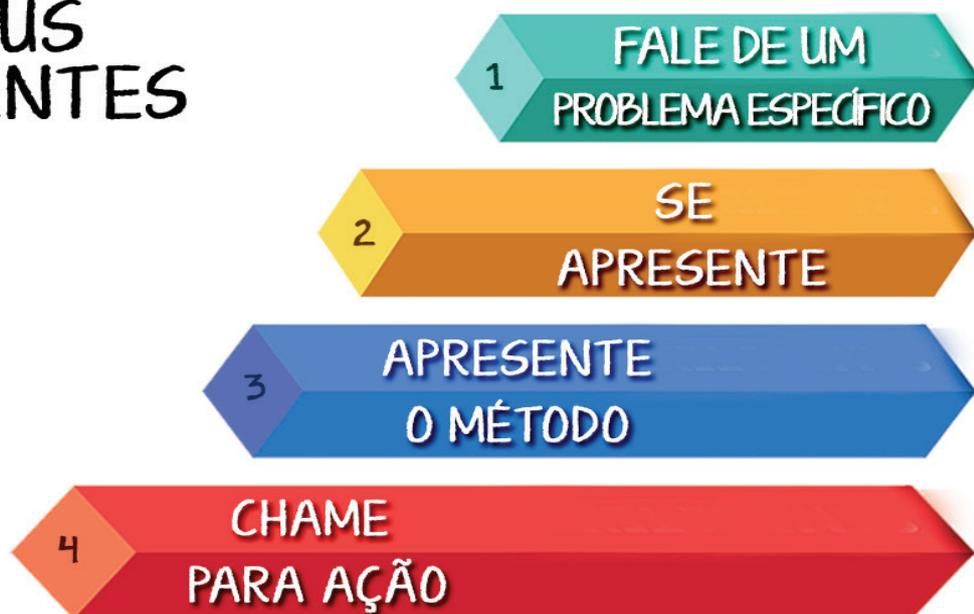 US
NTES
1
FALE DE UM
PROBLEMA ESPECÍFICO
2
SE
APRESENTE
3
APRESENTE
O MÉTODO
4
CHAME
PARA AÇÃO